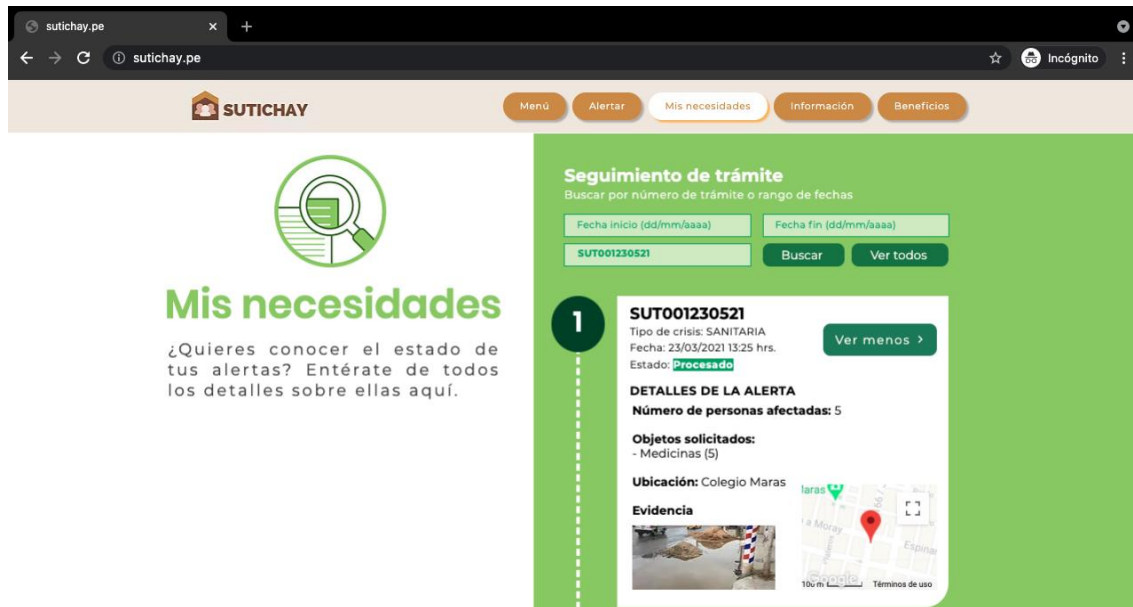 sutichay.pe
sutichay.pe
Incógnito
SUTICHAY
Menú
Alertar
Mis necesidades
Información
Beneficios
Mis necesidades
¿Quieres conocer el estado de
tus alertas? Entérate de todos
los detalles sobre ellas aquí.
Seguimiento de trámite
Buscar por número de trámite o rango de fechas
Fecha inicio (dd/mm/aaaa)
Fecha fin (dd/mm/aaaa)
SUT001230521
Buscar
Ver todos
1
SUT001230521
Tipo de crisis: SANITARIA
Fecha: 23/03/2021 13:25 hrs.
Estado: Procesado
Ver menos >
DETALLES DE LA ALERTA
Número de personas afectadas: 5
Objetos solicitados:
- Medicinas (5)
Ubicación: Colegio Maras
Evidencia
a Moray
Espinar
Google
100 m
Términos de uso